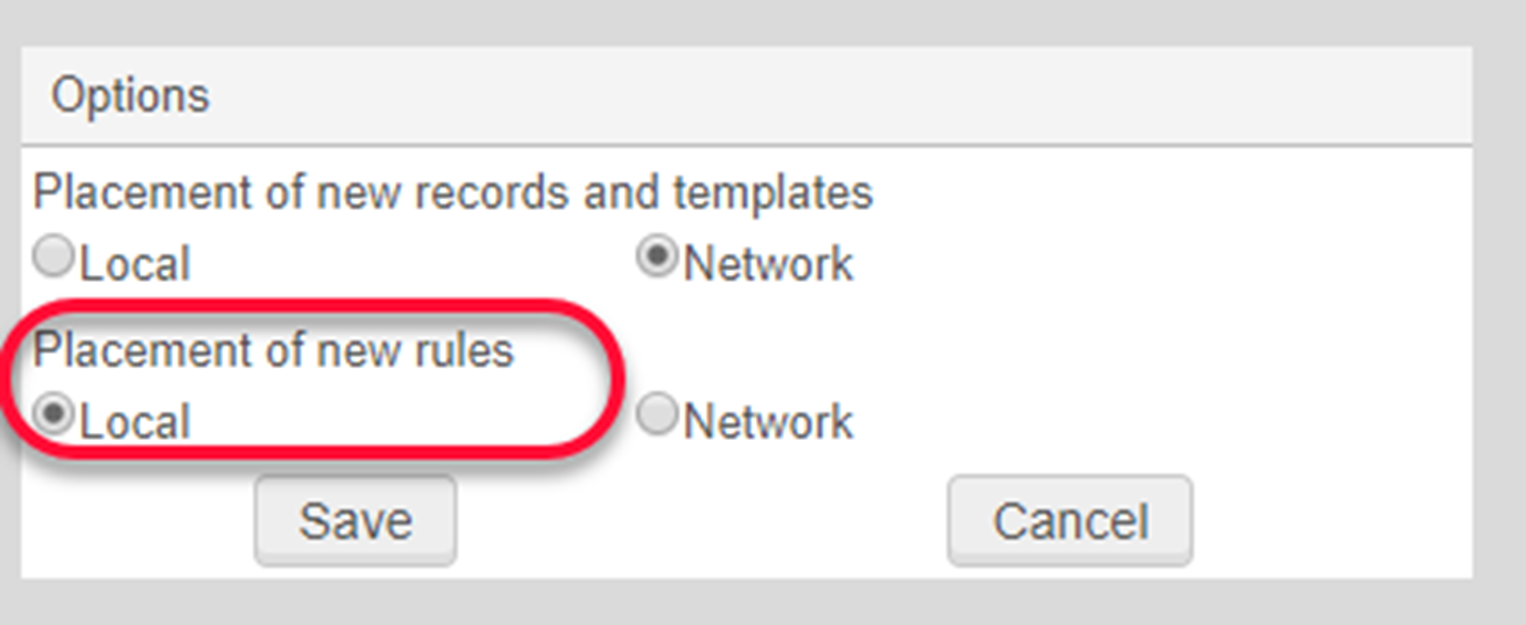 Options
Placement of new records and templates
Local Network
Placement of new rules
Local Network
Save Cancel